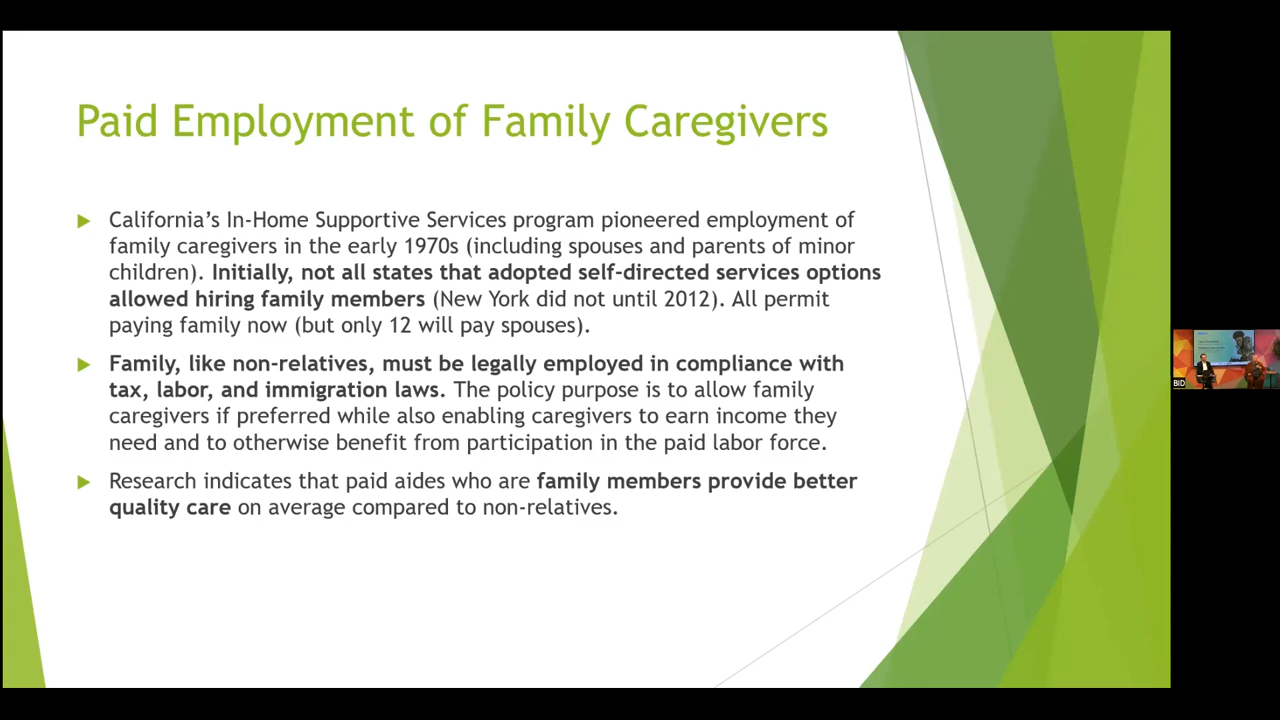 Paid Employment of Family Caregivers
California’s In-Home Supportive Services program pioneered employment of
family caregivers in the early 1970s (including spouses and parents of minor
children). Initially, not all states that adopted self-directed services options
allowed hiring family members (New York did not until 2012). All permit
paying family now (but only 12 will pay spouses).
Family, like non-relatives, must be legally employed in compliance with
tax, labor, and immigration laws. The policy purpose is to allow family
caregivers if preferred while also enabling caregivers to earn income they
need and to otherwise benefit from participation in the paid labor force.
Research indicates that paid aides who are family members provide better
quality care on average compared to non-relatives.
BID